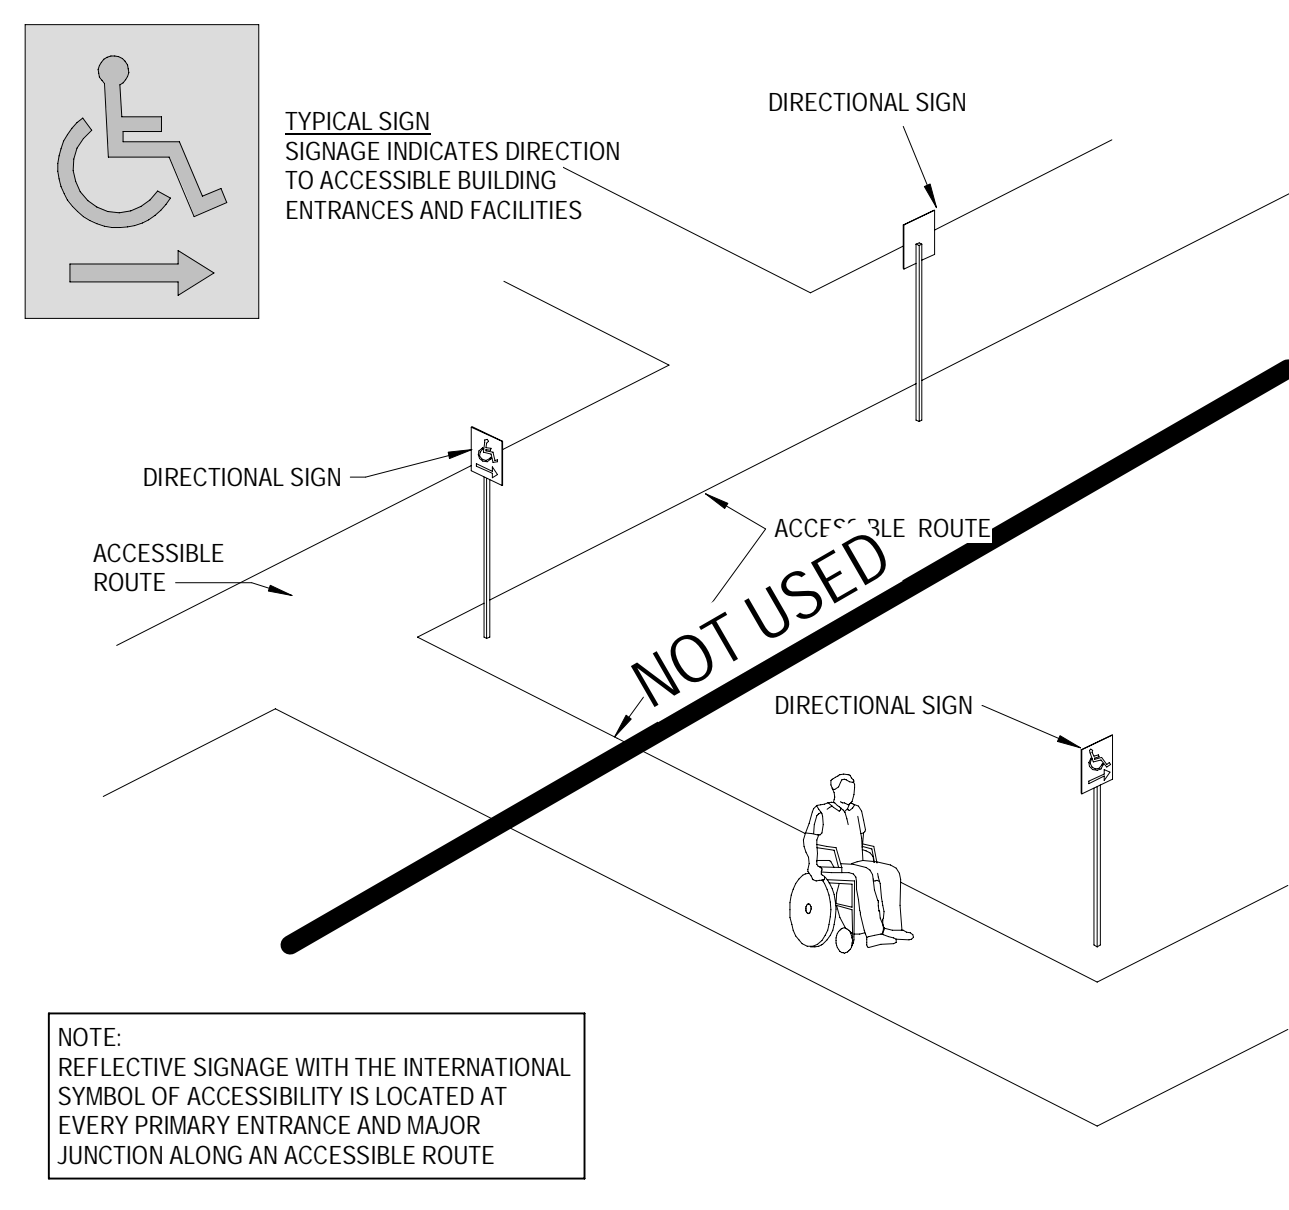 DIRECTIONAL SIGN
TYPICAL SIGN
SIGNAGE INDICATES DIRECTION
TO ACCESSIBLE BUILDING
ENTRANCES AND FACILITIES
DIRECTIONAL SIGN
ACCESSIBLE ROUTE
ACCESSIBLE
ROUTE
NOT USED
DIRECTIONAL SIGN
NOTE:
REFLECTIVE SIGNAGE WITH THE INTERNATIONAL
SYMBOL OF ACCESSIBILITY IS LOCATED AT
EVERY PRIMARY ENTRANCE AND MAJOR
JUNCTION ALONG AN ACCESSIBLE ROUTE